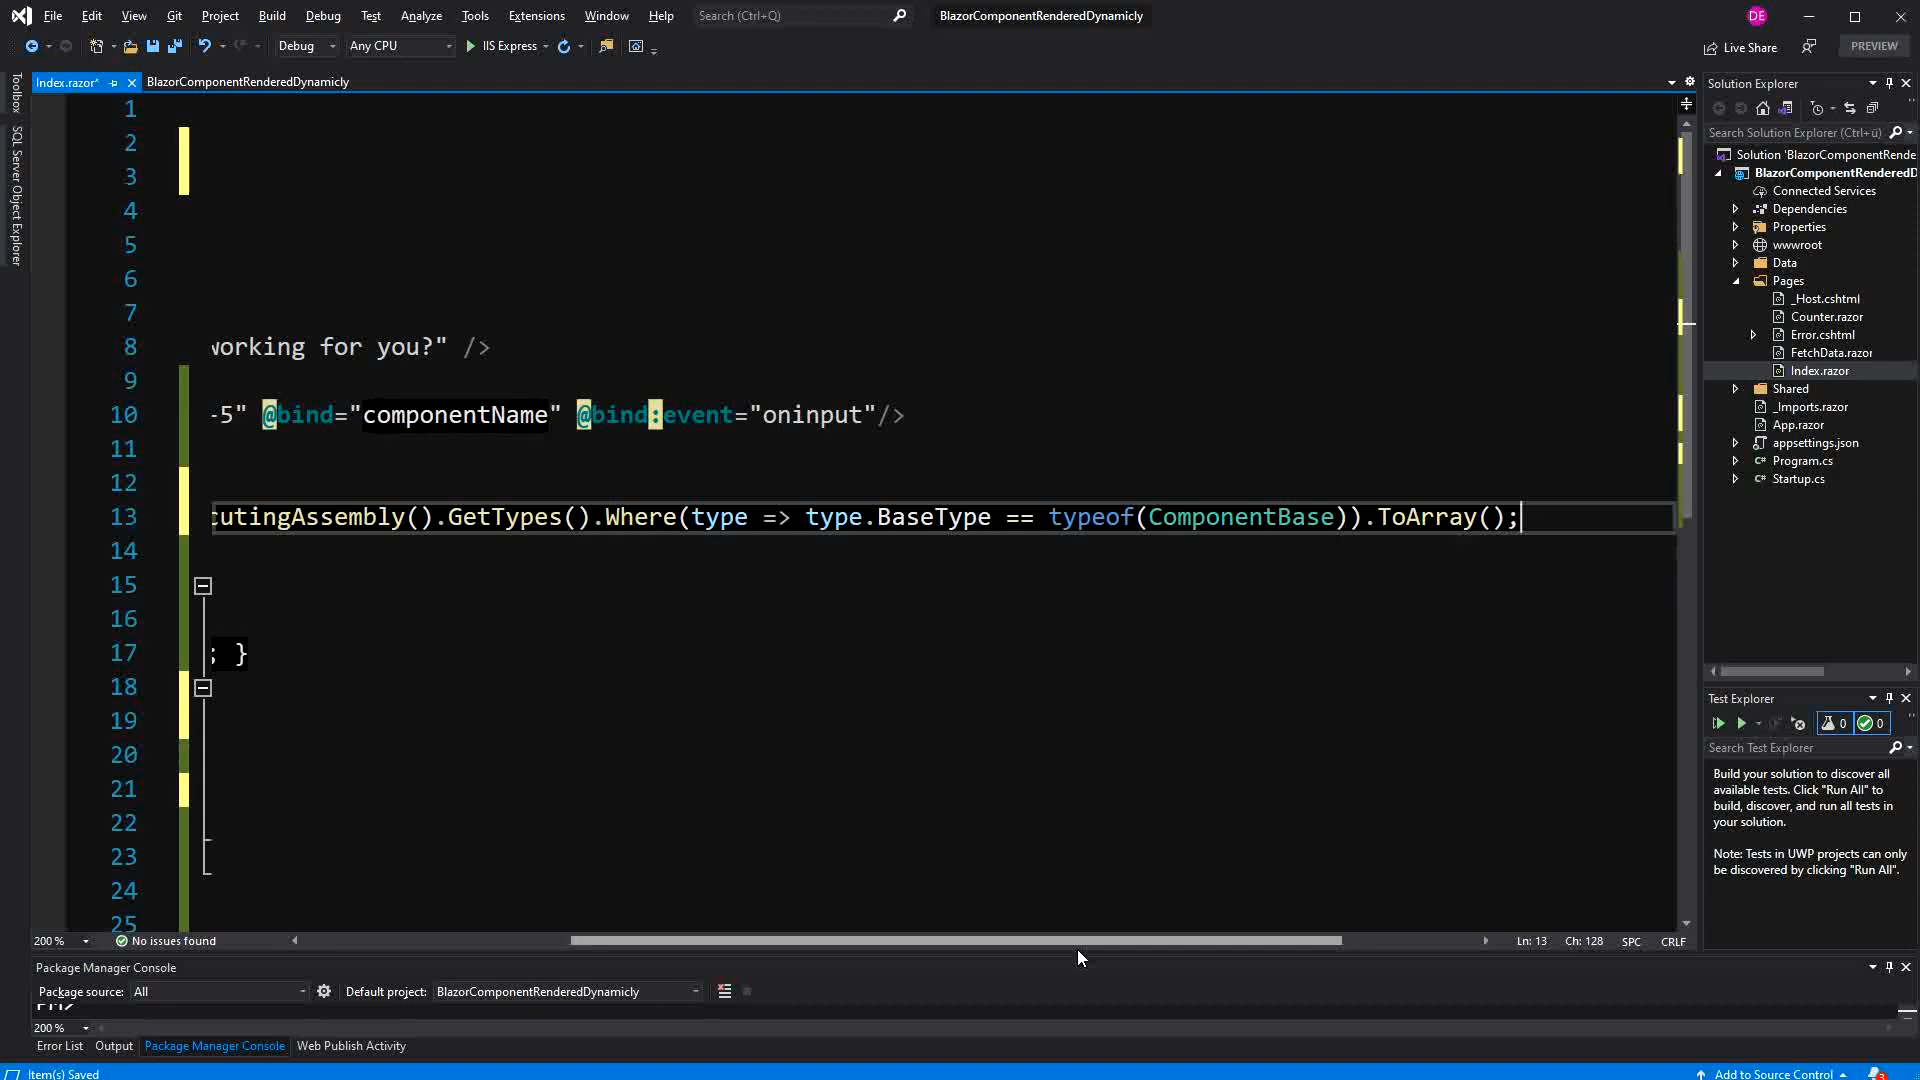 File Edit View Git Project Build Debug Test Analyze Tools Extensions Window Help Search (Ctrl+Q) BlazorComponentRenderedDynamicly DE
Debug Any CPU IIS Express Live Share PREVIEW
Toolbox
SQL Server Object Explorer
Index.razor* BlazorComponentRenderedDynamicly
1
2
3
4
5
6
7
8 working for you?" />
9
10 -5" @bind="componentName" @bind:event="oninput"/>
11
12
13 cutingAssembly().GetTypes().Where(type => type.BaseType == typeof(ComponentBase)).ToArray();
14
15
16
17 ; }
18
19
20
21
22
23
24
25
200 % No issues found Ln: 13 Ch: 128 SPC CRLF
Solution Explorer
Search Solution Explorer (Ctrl+ü)
Solution 'BlazorComponentRende
BlazorComponentRenderedD
Connected Services
Dependencies
Properties
wwwroot
Data
Pages
_Host.cshtml
Counter.razor
Error.cshtml
FetchData.razor
Index.razor
Shared
_Imports.razor
App.razor
appsettings.json
C# Program.cs
C# Startup.cs
Test Explorer
0 0
Search Test Explorer
Build your solution to discover all
available tests. Click "Run All" to
build, discover, and run all tests in
your solution.
Note: Tests in UWP projects can only
be discovered by clicking "Run All".
Package Manager Console
Package source: All Default project: BlazorComponentRenderedDynamicly
PM>
200 %
Error List Output Package Manager Console Web Publish Activity
Item(s) Saved Add to Source Control 3